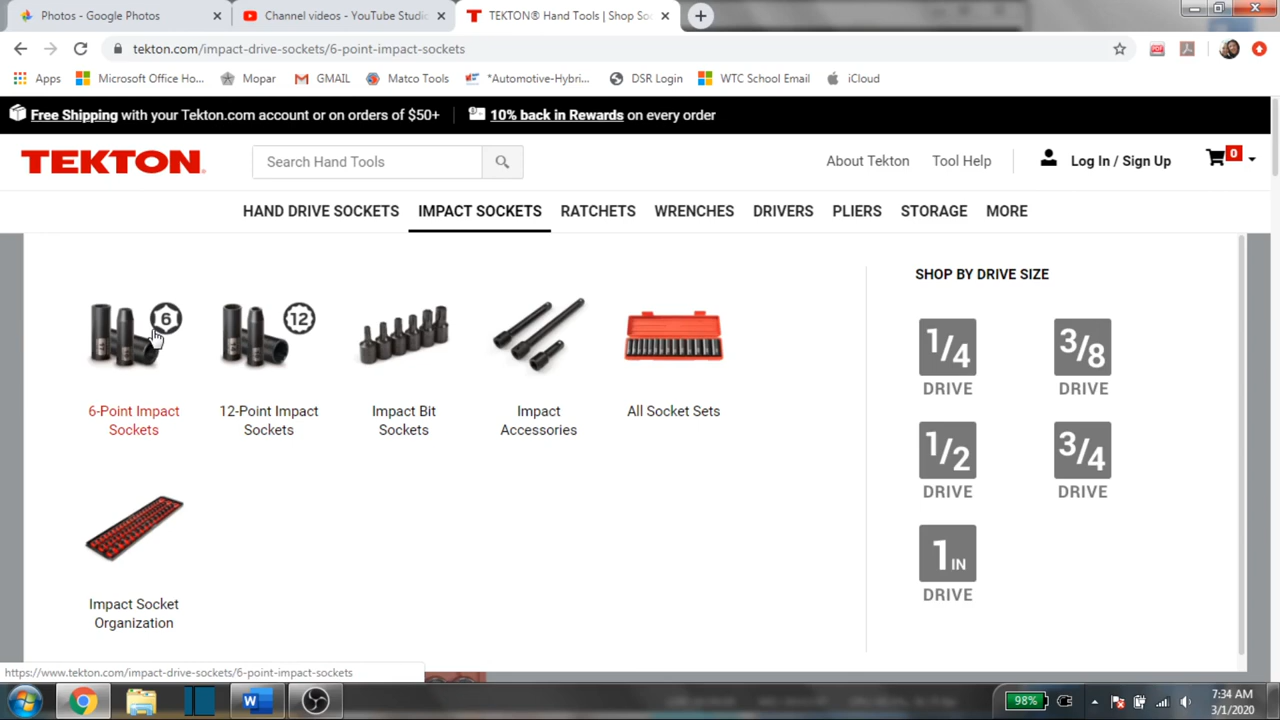 Photos - Google Photos
Channel videos - YouTube Studi
TEKTON® Hand Tools | Shop Soc
tekton.com/impact-drive-sockets/6-point-impact-sockets
Apps
Microsoft Office Ho...
Mopar
GMAIL
Matco Tools
*Automotive-Hybri...
DSR Login
WTC School Email
iCloud
Free Shipping with your Tekton.com account or on orders of $50+
10% back in Rewards on every order
TEKTON
Search Hand Tools
About Tekton
Tool Help
Log In / Sign Up
0
HAND DRIVE SOCKETS
IMPACT SOCKETS
RATCHETS
WRENCHES
DRIVERS
PLIERS
STORAGE
MORE
SHOP BY DRIVE SIZE
6
12
6-Point Impact
Sockets
12-Point Impact
Sockets
Impact Bit
Sockets
Impact
Accessories
All Socket Sets
1/4
DRIVE
3/8
DRIVE
1/2
DRIVE
3/4
DRIVE
1 IN
DRIVE
Impact Socket
Organization
https://www.tekton.com/impact-drive-sockets/6-point-impact-sockets
98%
7:34 AM
3/1/2020